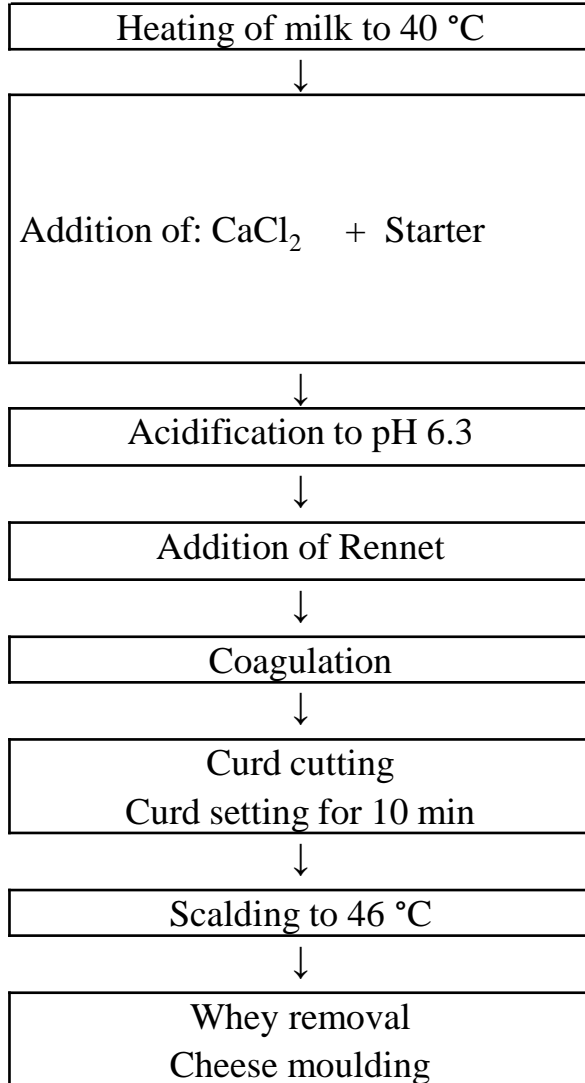 Heating of milk to 40 °C
↓
Addition of: CaCl₂ + Starter
↓
Acidification to pH 6.3
↓
Addition of Rennet
↓
Coagulation
↓
Curd cutting
Curd setting for 10 min
↓
Scalding to 46 °C
↓
Whey removal
Cheese moulding